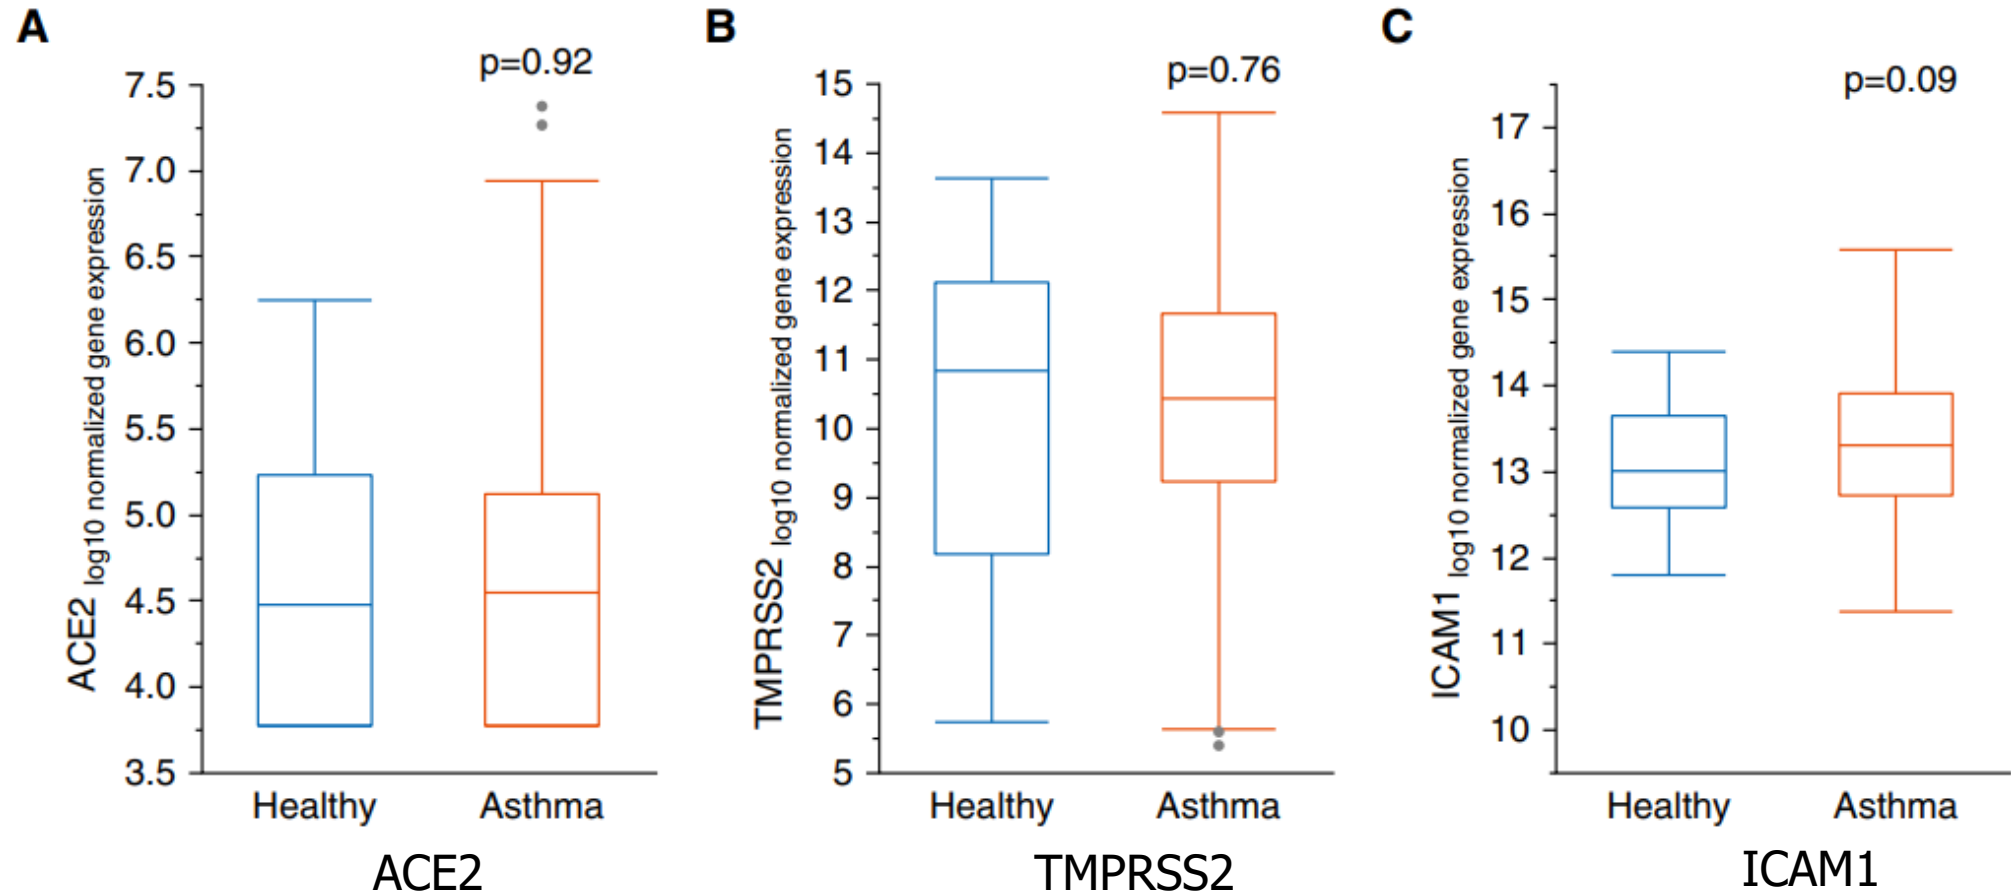 A
p=0.92
ACE2 log10 normalized gene expression
7.5
7.0
6.5
6.0
5.5
5.0
4.5
4.0
3.5
Healthy
Asthma
ACE2
B
p=0.76
TMPRSS2 log10 normalized gene expression
15
14
13
12
11
10
9
8
7
6
5
Healthy
Asthma
TMPRSS2
C
p=0.09
ICAM1 log10 normalized gene expression
17
16
15
14
13
12
11
10
Healthy
Asthma
ICAM1